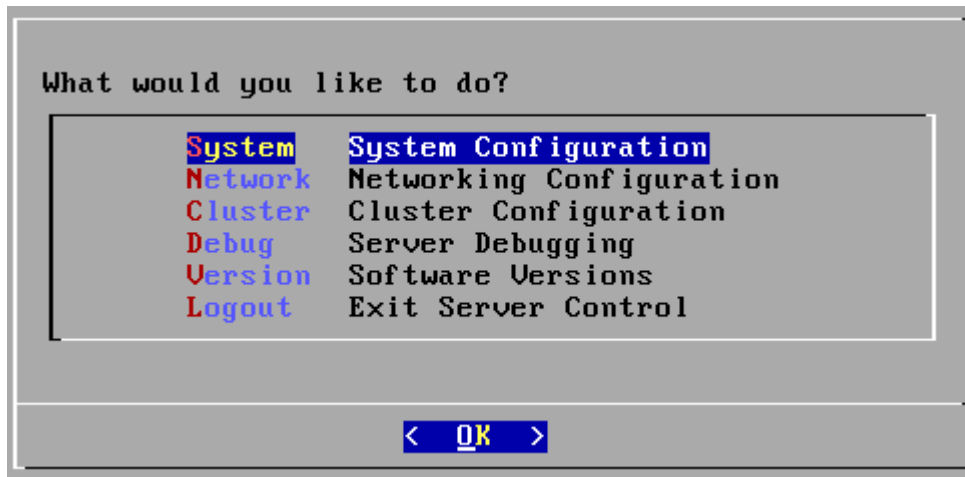 What would you like to do?
System System Configuration
Network Networking Configuration
Cluster Cluster Configuration
Debug Server Debugging
Version Software Versions
Logout Exit Server Control
< OK >